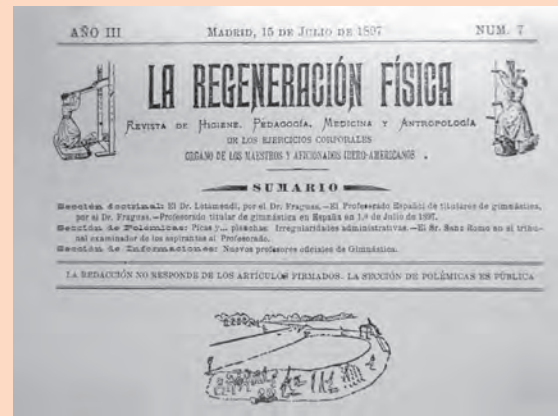 AÑO III MADRID, 15 DE JULIO DE 1897 NUM. 7
LA REGENERACIÓN FÍSICA
REVISTA DE HIGIENE, PEDAGOGÍA, MEDICINA Y ANTROPOLOGÍA
DE LOS EJERCICIOS CORPORALES
ORGANO DE LOS MAESTROS Y AFICIONADOS IBERO-AMERICANOS
SUMARIO
Sección doctrinal: El Dr. Letamendi, por el Dr. Fraguas.—El Profesorado Español de titulares de gimnástica,
por el Dr. Fraguas.—Profesorado titular de gimnástica en España en 1.º de Julio de 1897.
Sección de Polémicas: Picas y... planchas. Irregularidades administrativas.—El Sr. Sanz Romo en el tribu-
nal examinador de los aspirantes al Profesorado.
Sección de Informaciones: Nuevos profesores oficiales de Gimnástica.
LA REDACCIÓN NO RESPONDE DE LOS ARTÍCULOS FIRMADOS. LA SECCIÓN DE POLÉMICAS ES PÚBLICA